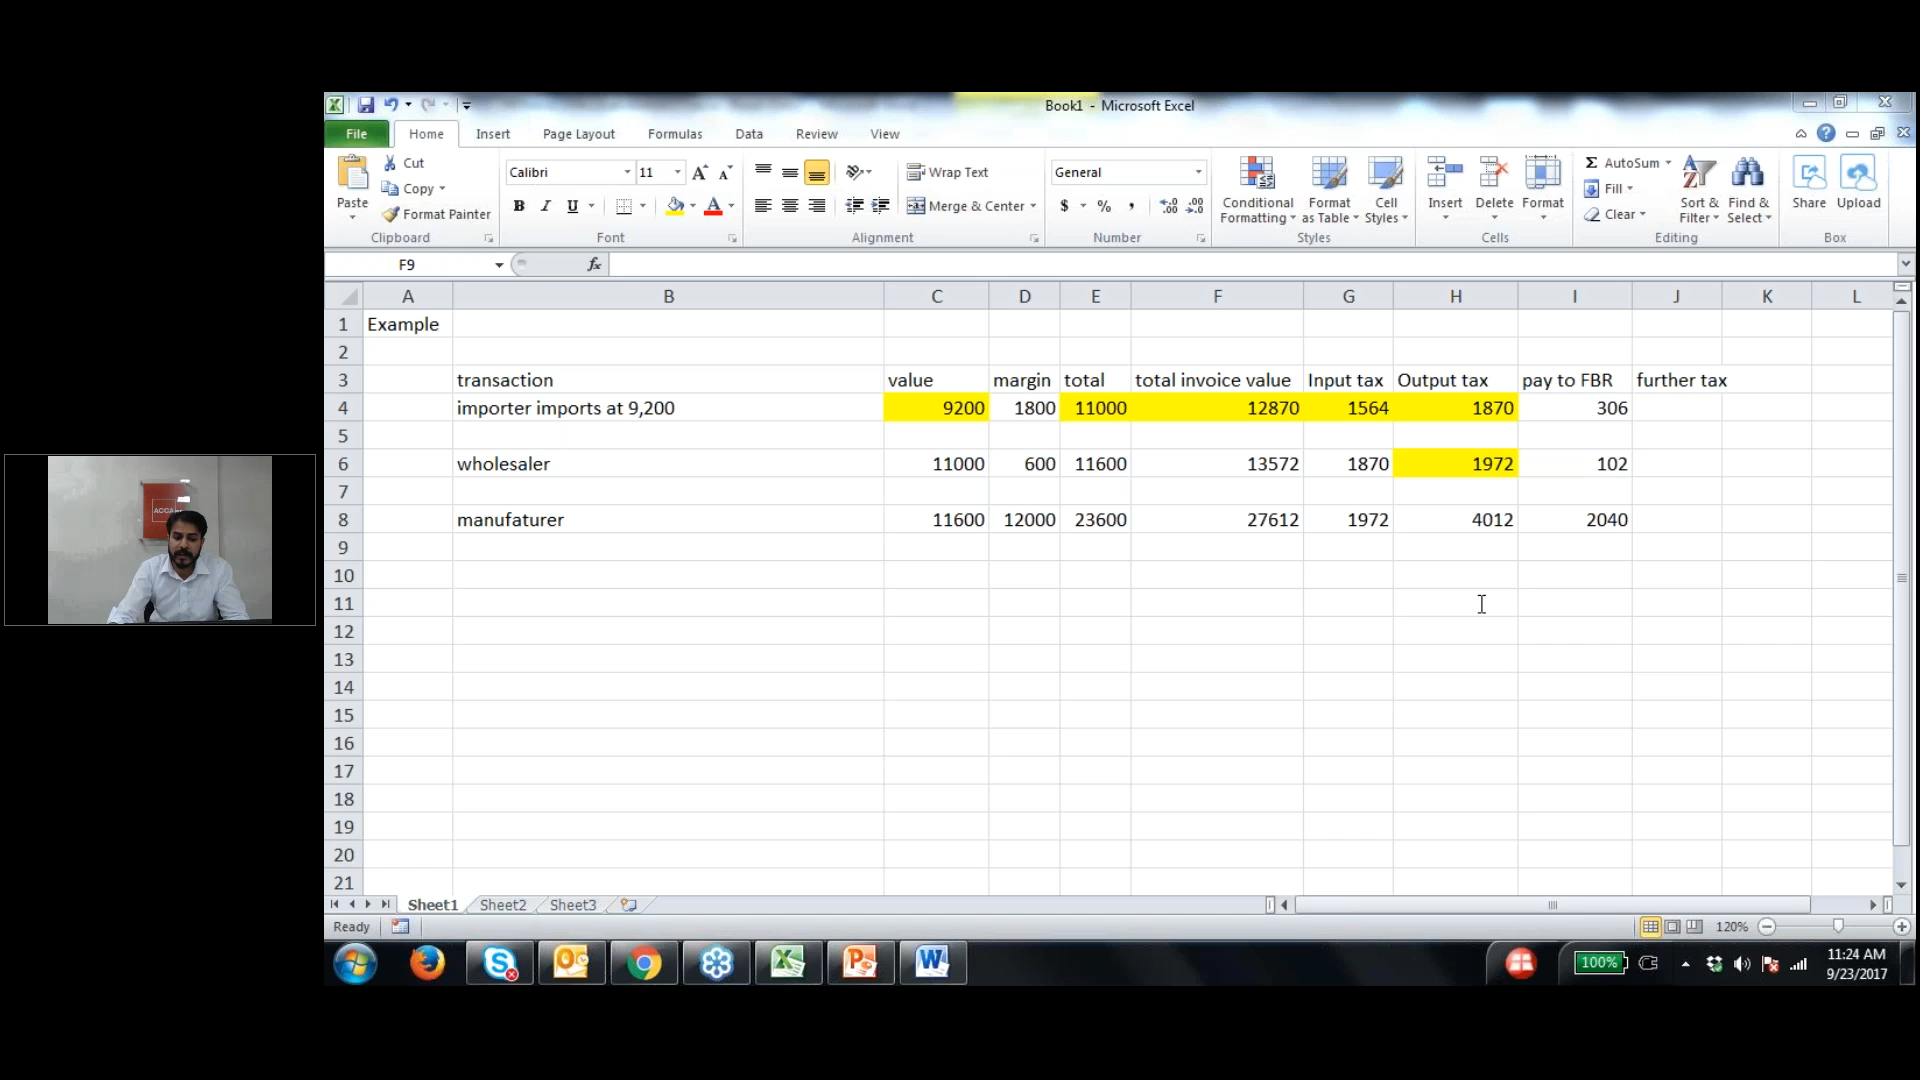 Book1 - Microsoft Excel
File Home Insert Page Layout Formulas Data Review View
Paste Cut Copy Format Painter Clipboard
Calibri 11 A A B I U A Font
Wrap Text Merge & Center Alignment
General $ % , .00 .00 Number
Conditional Formatting Format as Table Cell Styles Styles
Insert Delete Format Cells
Σ AutoSum Fill Clear Sort & Filter Find & Select Editing
Share Upload Box
F9 fx
A B C D E F G H I J K L
1 Example
2
3 transaction value margin total total invoice value Input tax Output tax pay to FBR further tax
4 importer imports at 9,200 9200 1800 11000 12870 1564 1870 306
5
6 wholesaler 11000 600 11600 13572 1870 1972 102
7
8 manufaturer 11600 12000 23600 27612 1972 4012 2040
9
10
11
12
13
14
15
16
17
18
19
20
21
ACCA
Sheet1 Sheet2 Sheet3
Ready 120%
100% 11:24 AM
9/23/2017